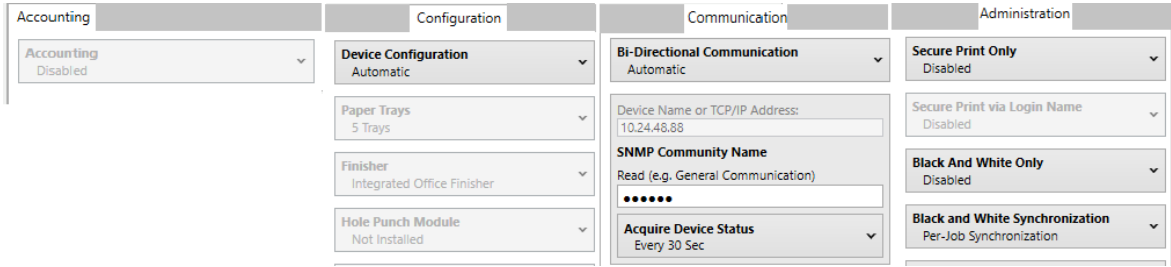 Accounting
Accounting
Disabled
Configuration
Device Configuration
Automatic
Paper Trays
5 Trays
Finisher
Integrated Office Finisher
Hole Punch Module
Not Installed
Communication
Bi-Directional Communication
Automatic
Device Name or TCP/IP Address:
10.24.48.88
SNMP Community Name
Read (e.g. General Communication)
••••••
Acquire Device Status
Every 30 Sec
Administration
Secure Print Only
Disabled
Secure Print via Login Name
Disabled
Black And White Only
Disabled
Black and White Synchronization
Per-Job Synchronization